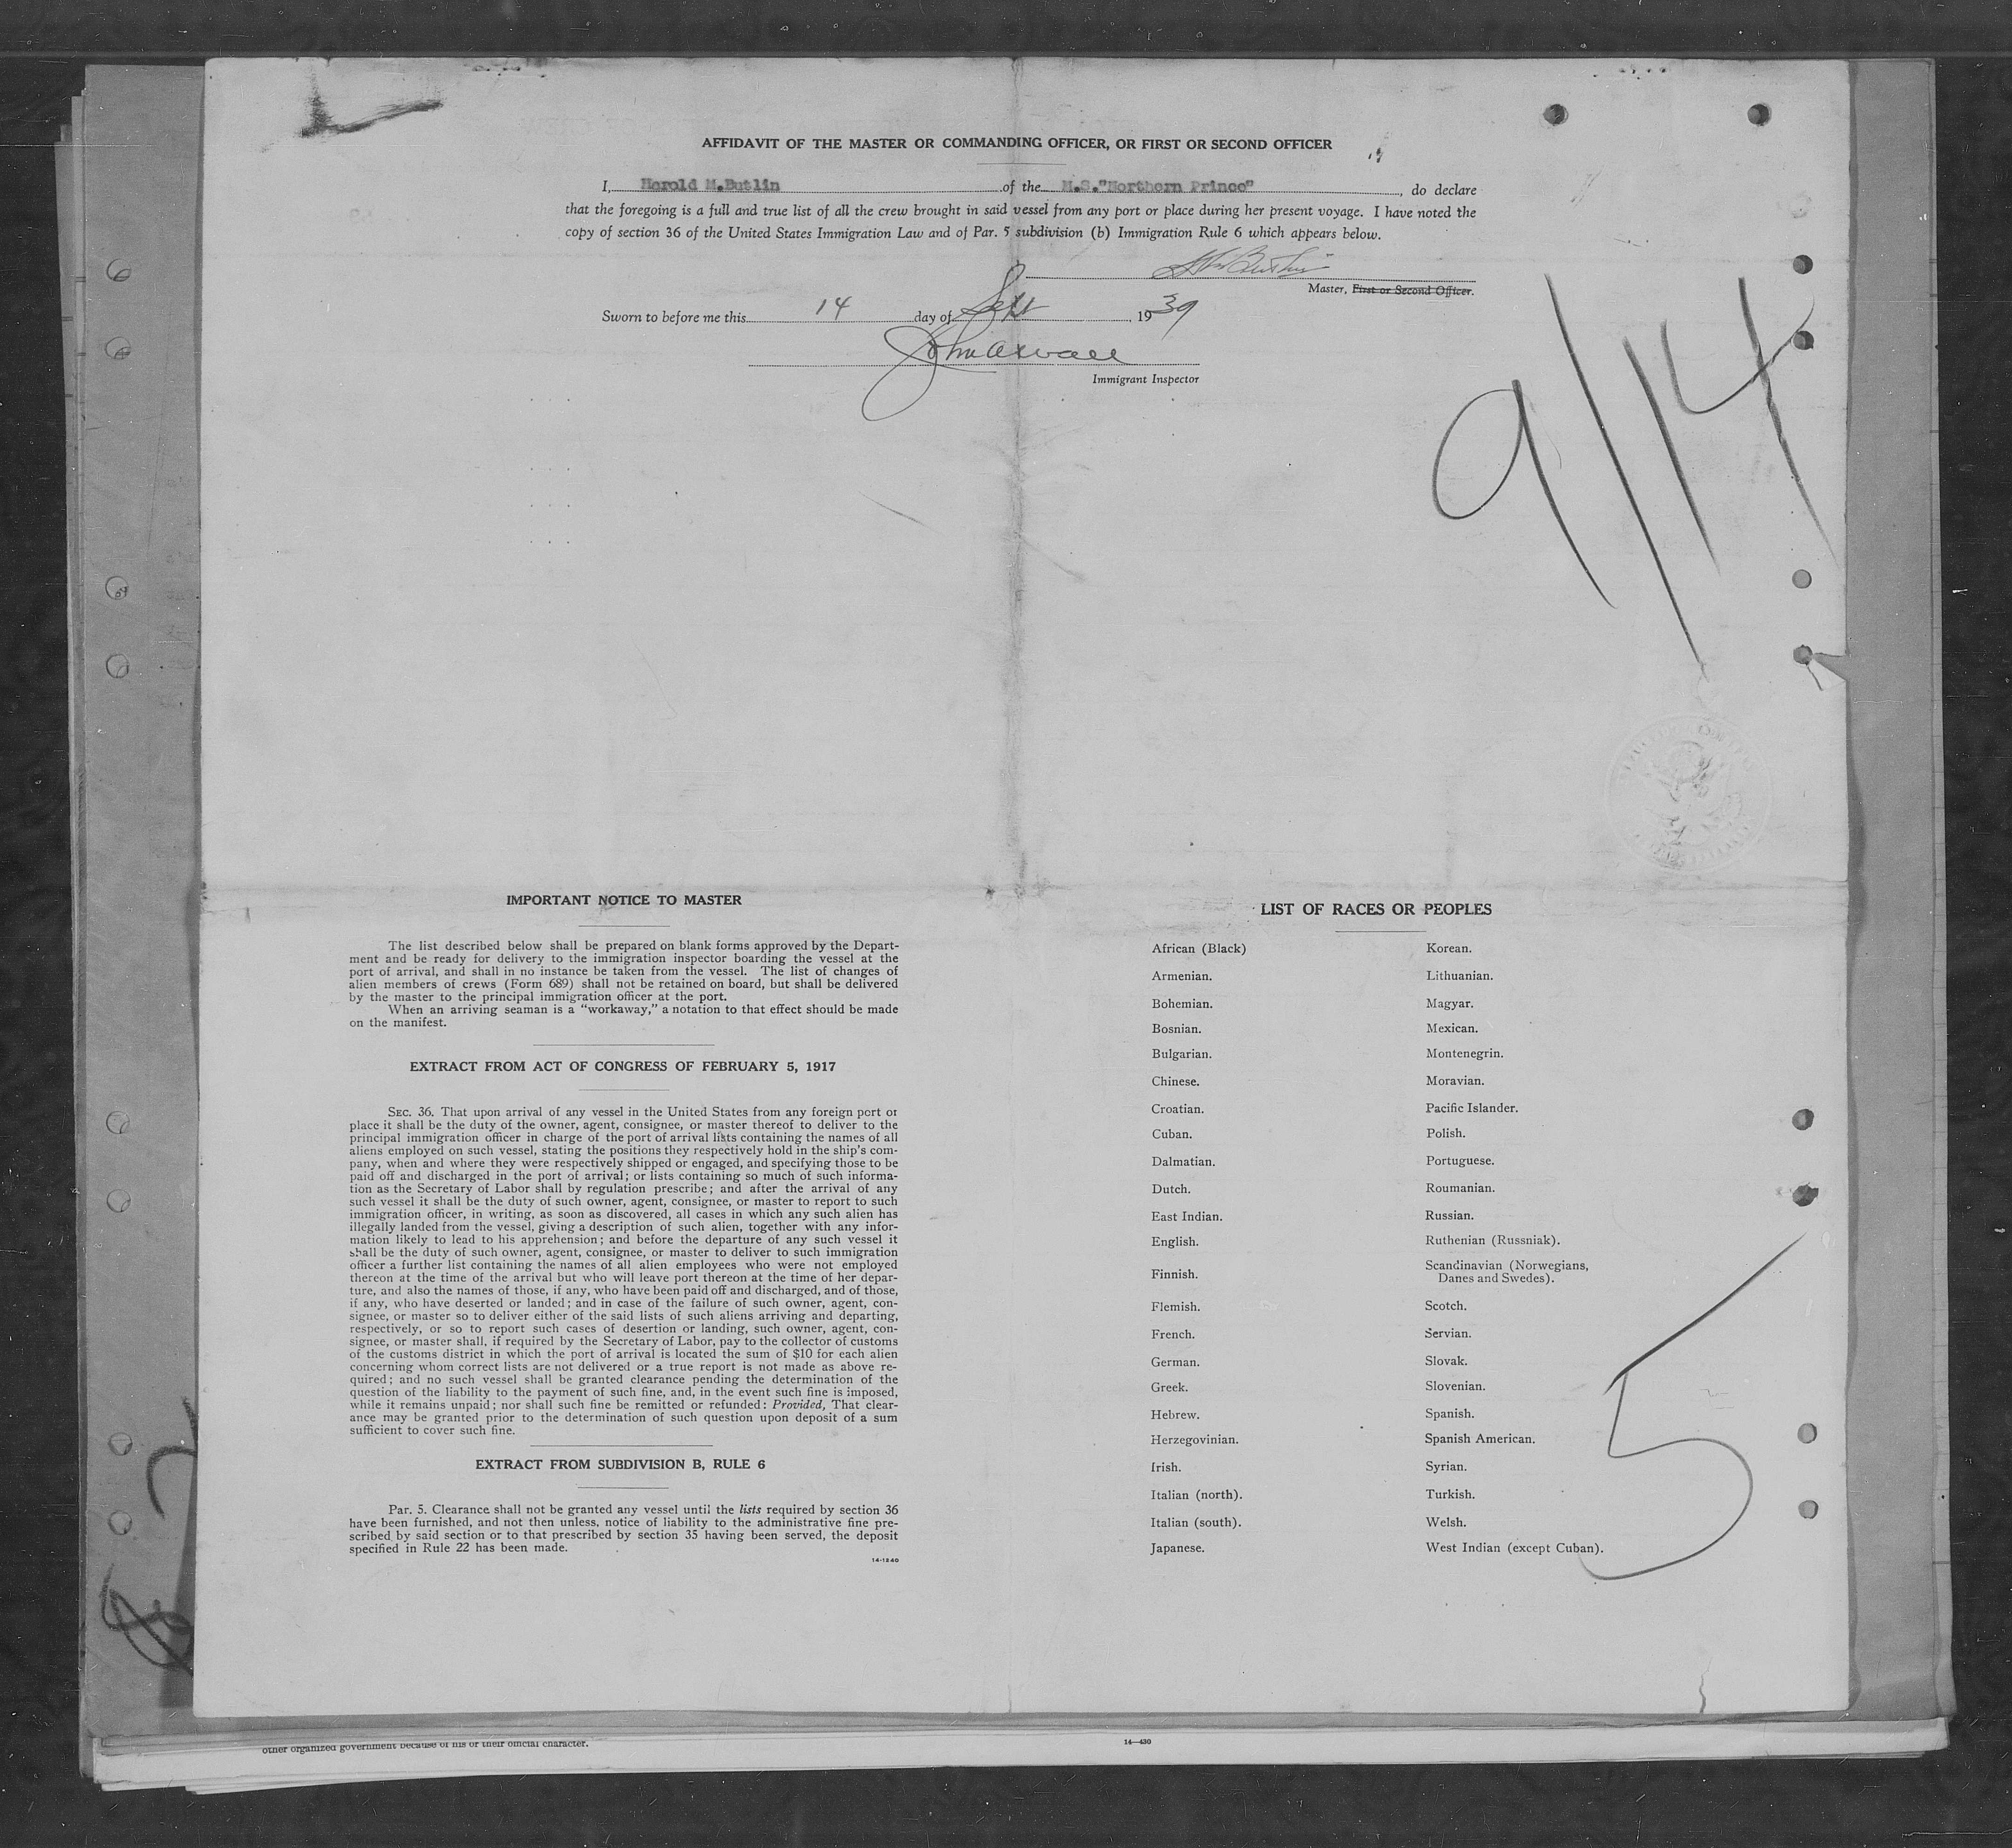 AFFIDAVIT OF THE MASTER OR COMMANDING OFFICER, OR FIRST OR SECOND OFFICER
I, Harold M.Butlin of the M.S."Northern Prince", do declare
that the foregoing is a full and true list of all the crew brought in said vessel from any port or place during her present voyage. I have noted the
copy of section 36 of the United States Immigration Law and of Par. 5 subdivision (b) Immigration Rule 6 which appears below.
Master, First or Second Officer.
Sworn to before me this 14 day of Sept 1939
Immigrant Inspector
9/14
IMPORTANT NOTICE TO MASTER
The list described below shall be prepared on blank forms approved by the Depart-
ment and be ready for delivery to the immigration inspector boarding the vessel at the
port of arrival, and shall in no instance be taken from the vessel. The list of changes of
alien members of crews (Form 689) shall not be retained on board, but shall be delivered
by the master to the principal immigration officer at the port.
When an arriving seaman is a “workaway,” a notation to that effect should be made
on the manifest.
EXTRACT FROM ACT OF CONGRESS OF FEBRUARY 5, 1917
SEC. 36. That upon arrival of any vessel in the United States from any foreign port or
place it shall be the duty of the owner, agent, consignee, or master thereof to deliver to the
principal immigration officer in charge of the port of arrival lists containing the names of all
aliens employed on such vessel, stating the positions they respectively hold in the ship's com-
pany, when and where they were respectively shipped or engaged, and specifying those to be
paid off and discharged in the port of arrival; or lists containing so much of such informa-
tion as the Secretary of Labor shall by regulation prescribe; and after the arrival of any
such vessel it shall be the duty of such owner, agent, consignee, or master to report to such
immigration officer, in writing, as soon as discovered, all cases in which any such alien has
illegally landed from the vessel, giving a description of such alien, together with any infor-
mation likely to lead to his apprehension; and before the departure of any such vessel it
shall be the duty of such owner, agent, consignee, or master to deliver to such immigration
officer a further list containing the names of all alien employees who were not employed
thereon at the time of the arrival but who will leave port thereon at the time of her depar-
ture, and also the names of those, if any, who have been paid off and discharged, and of those,
if any, who have deserted or landed; and in case of the failure of such owner, agent, con-
signee, or master so to deliver either of the said lists of such aliens arriving and departing,
respectively, or so to report such cases of desertion or landing, such owner, agent, con-
signee, or master shall, if required by the Secretary of Labor, pay to the collector of customs
of the customs district in which the port of arrival is located the sum of $10 for each alien
concerning whom correct lists are not delivered or a true report is not made as above re-
quired; and no such vessel shall be granted clearance pending the determination of the
question of the liability to the payment of such fine, and, in the event such fine is imposed,
while it remains unpaid; nor shall such fine be remitted or refunded: Provided, That clear-
ance may be granted prior to the determination of such question upon deposit of a sum
sufficient to cover such fine.
EXTRACT FROM SUBDIVISION B, RULE 6
Par. 5. Clearance shall not be granted any vessel until the lists required by section 36
have been furnished, and not then unless, notice of liability to the administrative fine pre-
scribed by said section or to that prescribed by section 35 having been served, the deposit
specified in Rule 22 has been made.
14-1240
LIST OF RACES OR PEOPLES
African (Black)
Armenian.
Bohemian.
Bosnian.
Bulgarian.
Chinese.
Croatian.
Cuban.
Dalmatian.
Dutch.
East Indian.
English.
Finnish.
Flemish.
French.
German.
Greek.
Hebrew.
Herzegovinian.
Irish.
Italian (north).
Italian (south).
Japanese.
Korean.
Lithuanian.
Magyar.
Mexican.
Montenegrin.
Moravian.
Pacific Islander.
Polish.
Portuguese.
Roumanian.
Russian.
Ruthenian (Russniak).
Scandinavian (Norwegians,
Danes and Swedes).
Scotch.
Servian.
Slovak.
Slovenian.
Spanish.
Spanish American.
Syrian.
Turkish.
Welsh.
West Indian (except Cuban).
5
other organized government because of his or their official character.
14—430